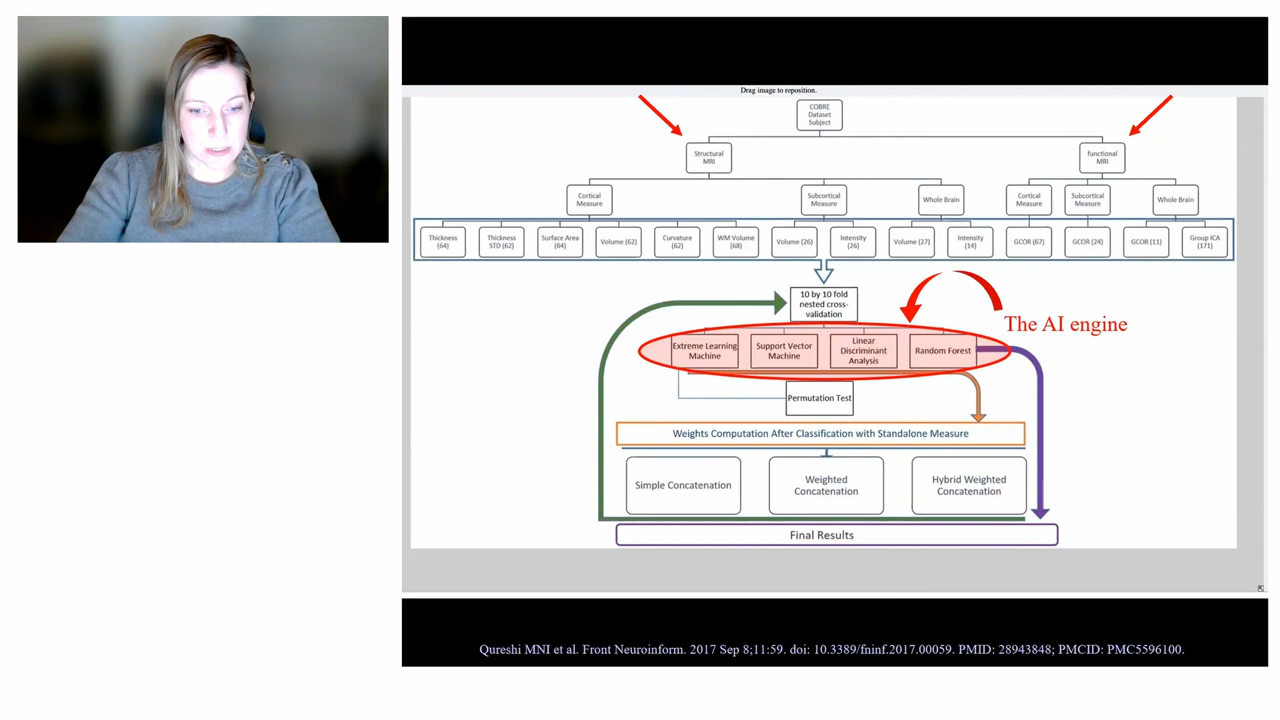 Drag image to reposition.
COBRE
Dataset
Subject
Structural
MRI
functional
MRI
Cortical
Measure
Subcortical
Measure
Whole Brain
Cortical
Measure
Subcortical
Measure
Whole Brain
Thickness
(64)
Thickness
STD (62)
Surface Area
(64)
Volume (62)
Curvature
(62)
WM Volume
(68)
Volume (26)
Intensity
(26)
Volume (27)
Intensity
(14)
GCOR (67)
GCOR (24)
GCOR (11)
Group ICA
(171)
10 by 10 fold
nested cross-
validation
The AI engine
Extreme Learning
Machine
Support Vector
Machine
Linear
Discriminant
Analysis
Random Forest
Permutation Test
Weights Computation After Classification with Standalone Measure
Simple Concatenation
Weighted
Concatenation
Hybrid Weighted
Concatenation
Final Results
Qureshi MNI et al. Front Neuroinform. 2017 Sep 8;11:59. doi: 10.3389/fninf.2017.00059. PMID: 28943848; PMCID: PMC5596100.